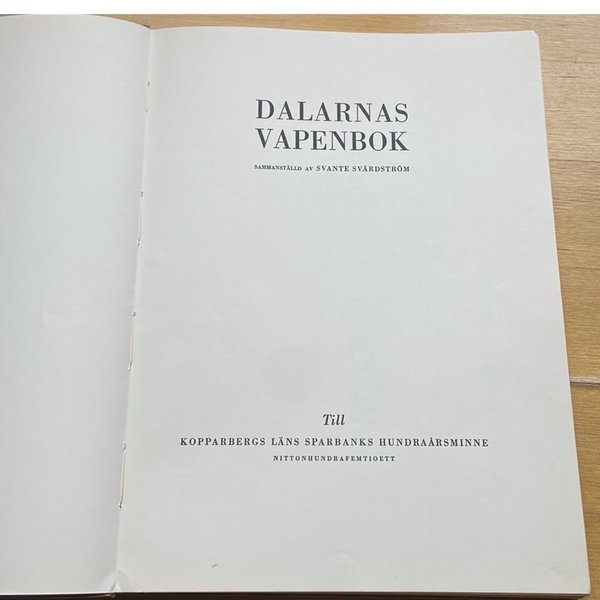 DALARNAS
VAPENBOK
SAMMANSTÄLLD AV SVANTE SVÄRDSTRÖM
Till
KOPPARBERGS LÄNS SPARBANKS HUNDRAÅRSMINNE
NITTONHUNDRAFEMTIOETT